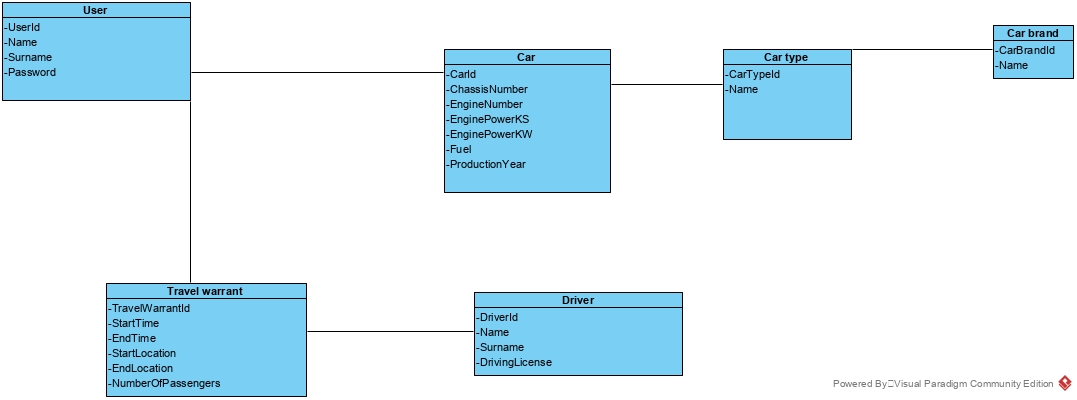 User
-UserId
-Name
-Surname
-Password
Car
-CarId
-ChassisNumber
-EngineNumber
-EnginePowerKS
-EnginePowerKW
-Fuel
-ProductionYear
Car type
-CarTypeId
-Name
Car brand
-CarBrandId
-Name
Travel warrant
-TravelWarrantId
-StartTime
-EndTime
-StartLocation
-EndLocation
-NumberOfPassengers
Driver
-DriverId
-Name
-Surname
-DrivingLicense
Powered By Visual Paradigm Community Edition